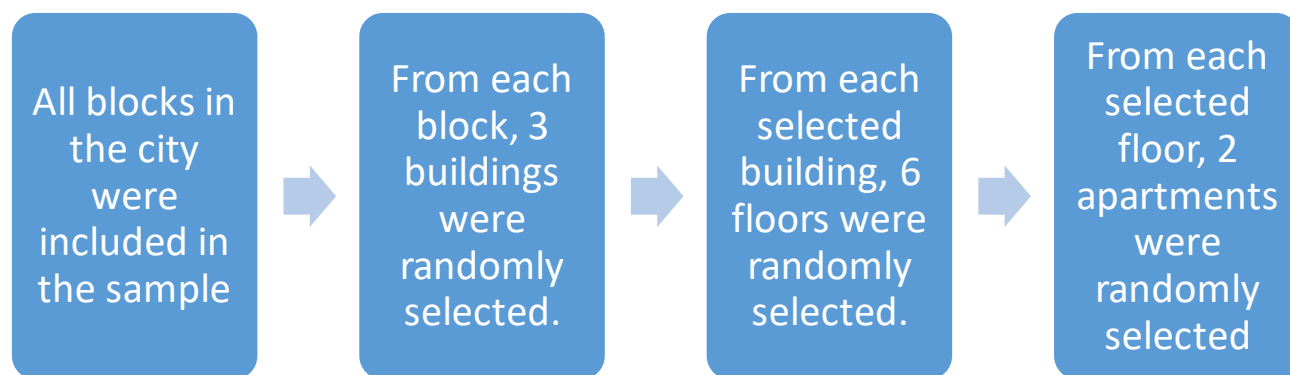 All blocks in
the city
were
included in
the sample
From each
block, 3
buildings
were
randomly
selected.
From each
selected
building, 6
floors were
randomly
selected.
From each
selected
floor, 2
apartments
were
randomly
selected